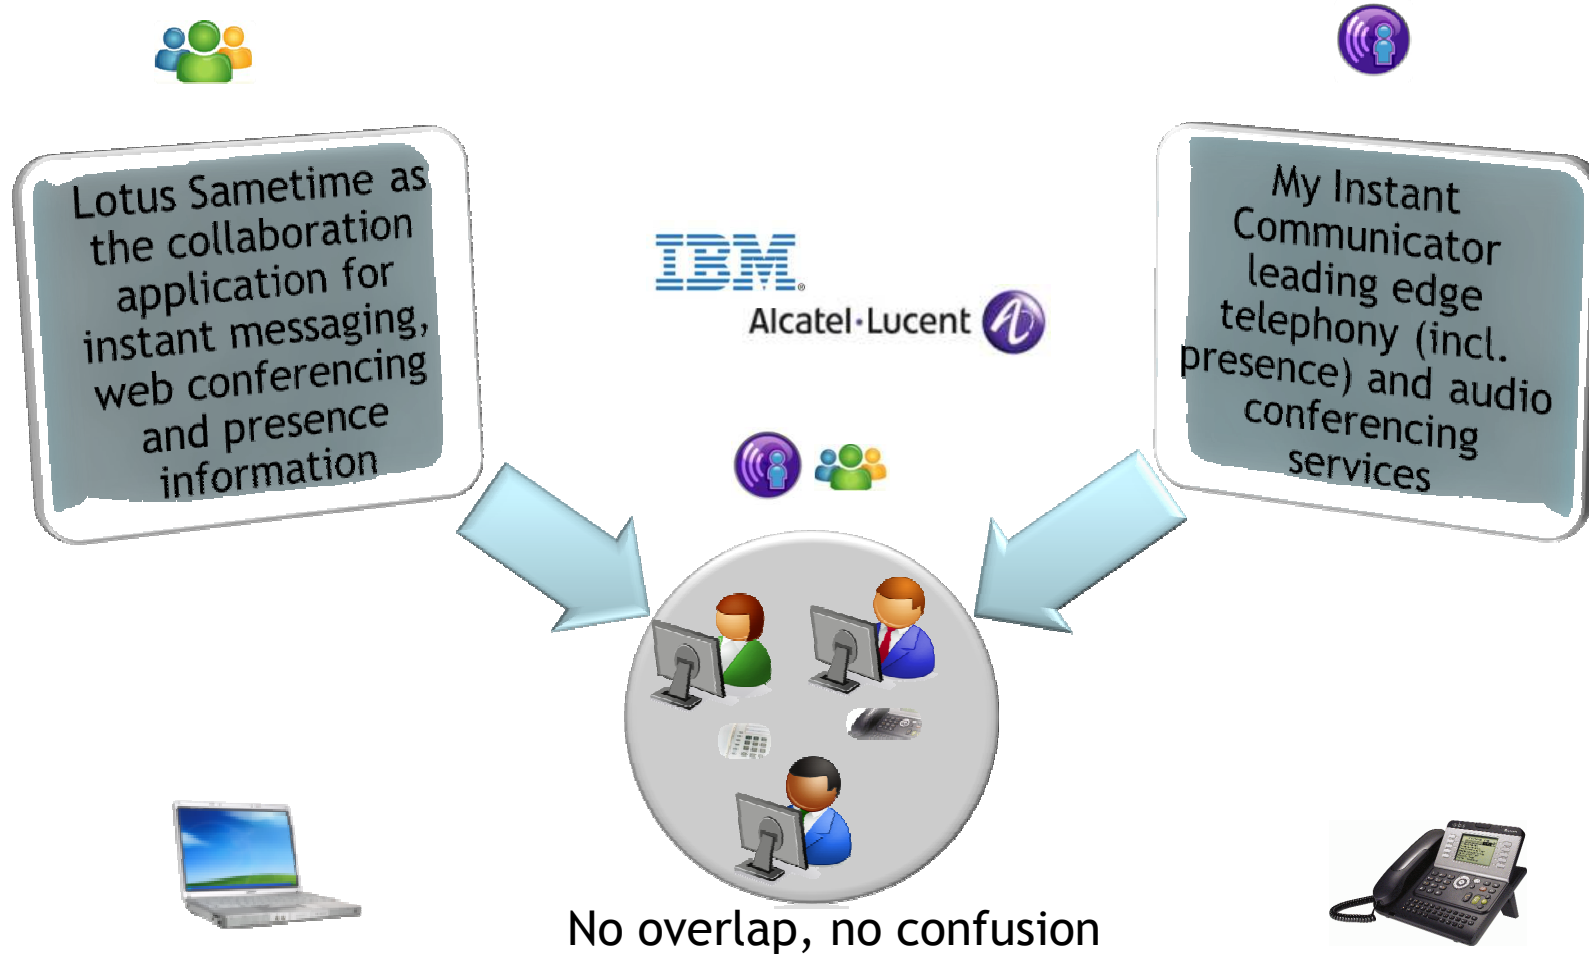 Lotus Sametime as
the collaboration
application for
instant messaging,
web conferencing
and presence
information
IBM®
Alcatel·Lucent
My Instant
Communicator
leading edge
telephony (incl.
presence) and audio
conferencing
services
No overlap, no confusion